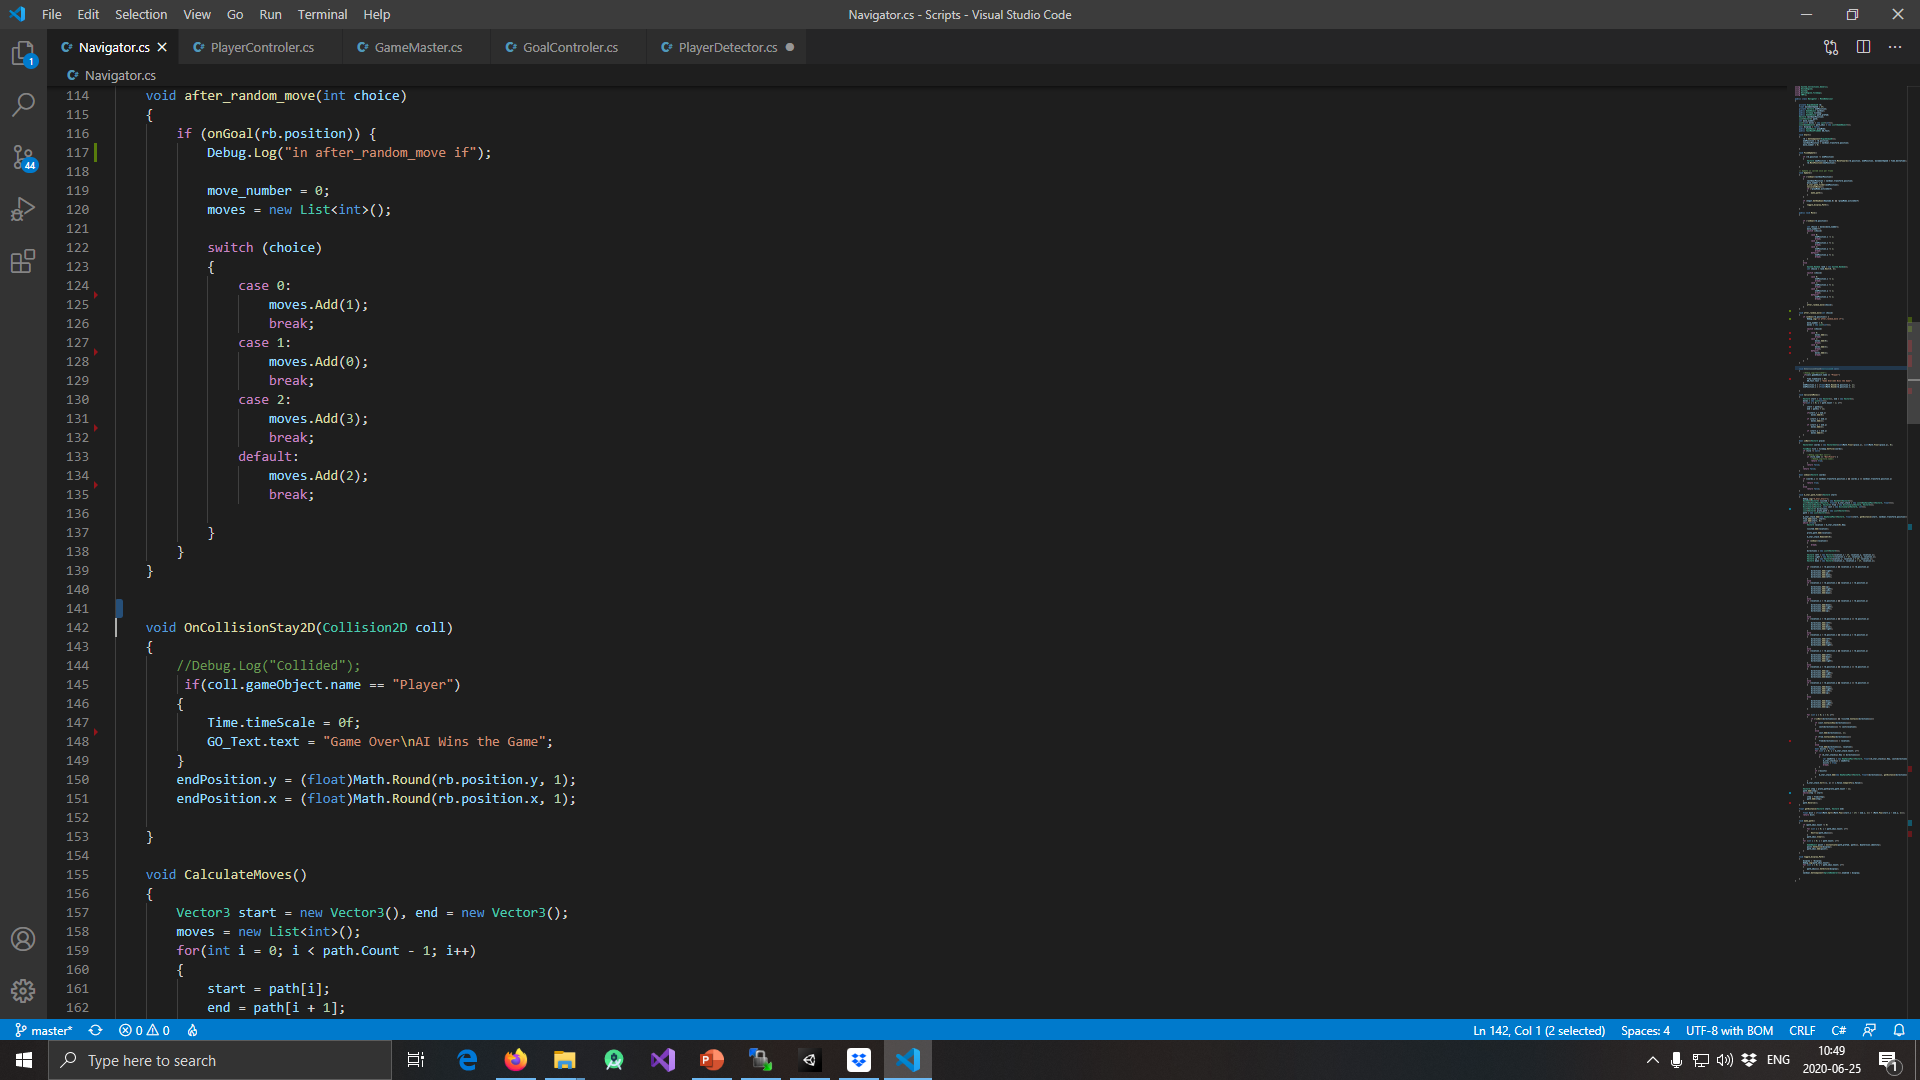 File Edit Selection View Go Run Terminal Help
Navigator.cs - Scripts - Visual Studio Code
Navigator.cs PlayerControler.cs GameMaster.cs GoalControler.cs PlayerDetector.cs
1
Navigator.cs
114 void after_random_move(int choice)
115 {
116 if (onGoal(rb.position)) {
117 Debug.Log("in after_random_move if");
118
119 move_number = 0;
120 moves = new List<int>();
121
122 switch (choice)
123 {
124 case 0:
125 moves.Add(1);
126 break;
127 case 1:
128 moves.Add(0);
129 break;
130 case 2:
131 moves.Add(3);
132 break;
133 default:
134 moves.Add(2);
135 break;
136
137 }
138 }
139 }
140
141
142 void OnCollisionStay2D(Collision2D coll)
143 {
144 //Debug.Log("Collided");
145 if(coll.gameObject.name == "Player")
146 {
147 Time.timeScale = 0f;
148 GO_Text.text = "Game Over\nAI Wins the Game";
149 }
150 endPosition.y = (float)Math.Round(rb.position.y, 1);
151 endPosition.x = (float)Math.Round(rb.position.x, 1);
152
153 }
154
155 void CalculateMoves()
156 {
157 Vector3 start = new Vector3(), end = new Vector3();
158 moves = new List<int>();
159 for(int i = 0; i < path.Count - 1; i++)
160 {
161 start = path[i];
162 end = path[i + 1];
44
master* 0 0
Ln 142, Col 1 (2 selected) Spaces: 4 UTF-8 with BOM CRLF C#
Type here to search
ENG
10:49
2020-06-25
1